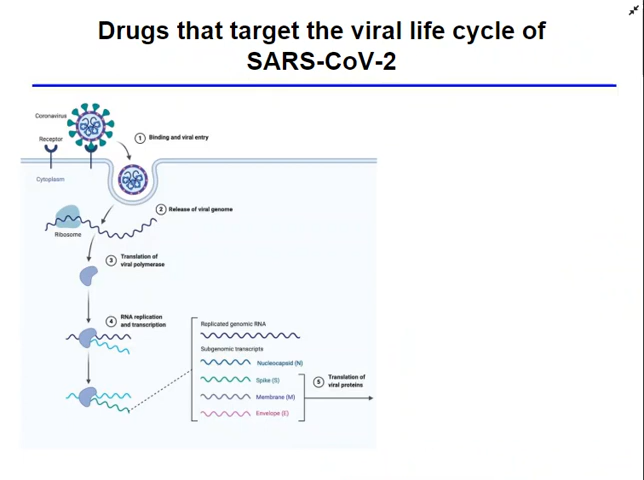 Drugs that target the viral life cycle of
SARS-CoV-2
Coronavirus
Receptor
1 Binding and viral entry
Cytoplasm
2 Release of viral genome
Ribosome
3 Translation of
viral polymerase
4 RNA replication
and transcription
Replicated genomic RNA
Subgenomic transcripts
Nucleocapsid (N)
Spike (S)
Membrane (M)
Envelope (E)
5 Translation of
viral proteins